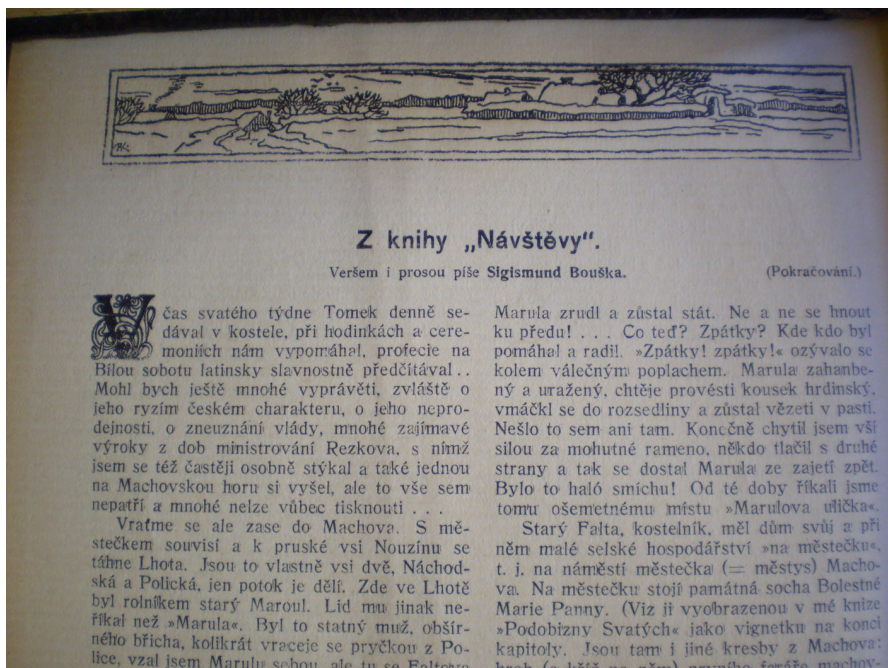 Z knihy „Návštěvy“.
Veršem i prosou píše Sigismund Bouška.
(Pokračování.)
V čas svatého týdne Tomek denně se-
dával v kostele, při hodinkách a cere-
moniích nám vypomáhal, profecie na
Bílou sobotu latinsky slavnostně předčítával . .
Mohl bych ještě mnohé vyprávěti, zvláště o
jeho ryzím českém charakteru, o jeho nepro-
dejnosti, o zneuznání vlády, mnohé zajímavé
výroky z dob ministrování Rezkova, s nímž
jsem se též častěji osobně stýkal a také jednou
na Machovskou horu si vyšel, ale to vše sem
nepatří a mnohé nelze vůbec tisknouti . . .
Vraťme se ale zase do Machova. S mě-
stečkem souvisí a k pruské vsi Nouzínu se
táhne Lhota. Jsou to vlastně vsi dvě, Náchod-
ská a Polická, jen potok je dělí. Zde ve Lhotě
byl rolníkem starý Maroul. Lid mu jinak ne-
říkal než »Marula«. Byl to statný muž, obšír-
ného břicha, kolikrát vraceje se pryčkou z Po-
lice, vzal jsem Marulu sebou, ale tu se
Marula zrudl a zůstal stát. Ne a ne se hnout
ku předu! . . . Co teď? Zpátky? Kde kdo byl
pomáhal a radil. »Zpátky! zpátky!« ozývalo se
kolem válečným poplachem. Marula zahanbe-
ný a uražený, chtěje provésti kousek hrdinský,
vmáčkl se do rozsedliny a zůstal vězeti v pasti.
Nešlo to sem ani tam. Konečně chytil jsem vší
silou za mohutné rameno, někdo tlačil s druhé
strany a tak se dostal Marula ze zajetí zpět.
Bylo to haló smíchu! Od té doby říkali jsme
tomu ošemetnému místu »Marulova ulička«.
Starý Falta, kostelník, měl dům svůj a při
něm malé selské hospodářství »na městečku«,
t. j. na náměstí městečka (= městys) Macho-
va. Na městečku stojí památná socha Bolestné
Marie Panny. (Viz ji vyobrazenou v mé knize
»Podobizny Svatých« jako vignetku na konci
kapitoly. Jsou tam i jiné kresby z Machova: